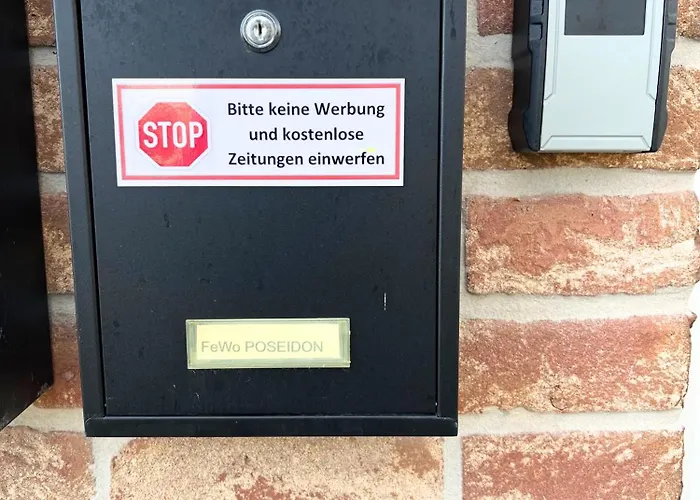 STOP
Bitte keine Werbung
und kostenlose
Zeitungen einwerfen
FeWo POSEIDON